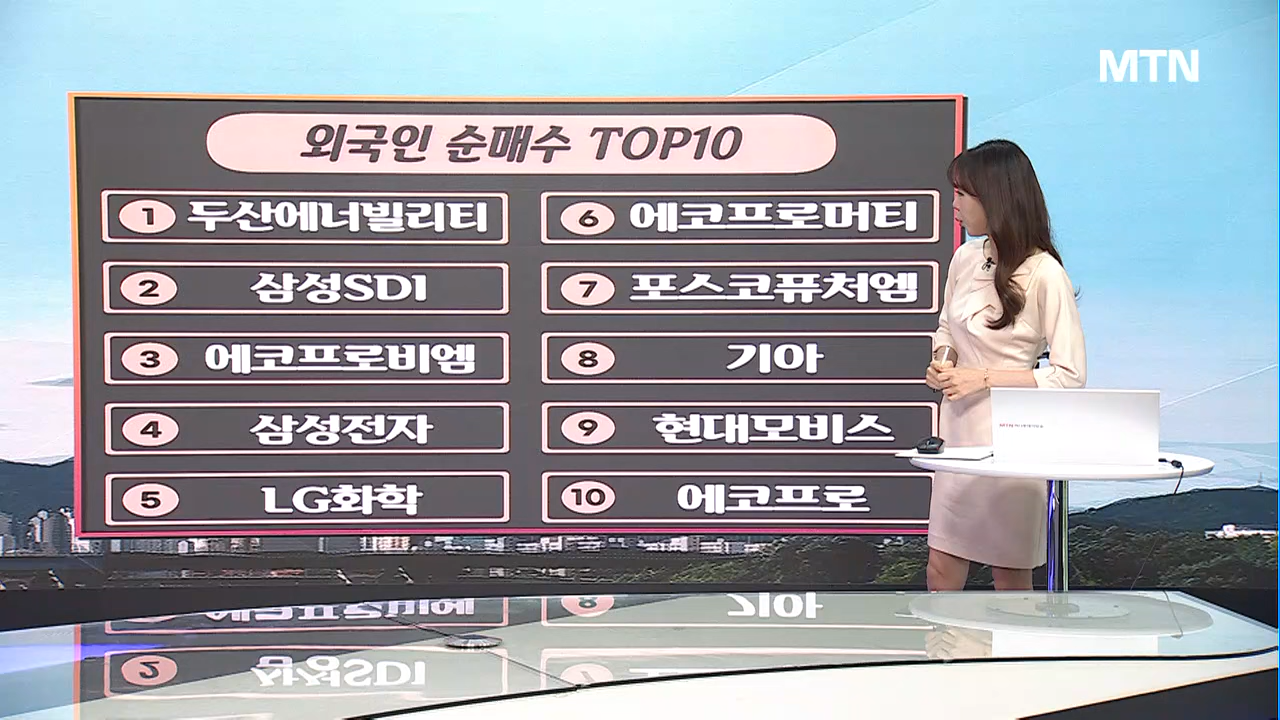 MTN
외국인 순매수 TOP10
1 두산에너빌리티
2 삼성SDI
3 에코프로비엠
4 삼성전자
5 LG화학
6 에코프로머티
7 포스코퓨처엠
8 기아
9 현대모비스
10 에코프로
MTN